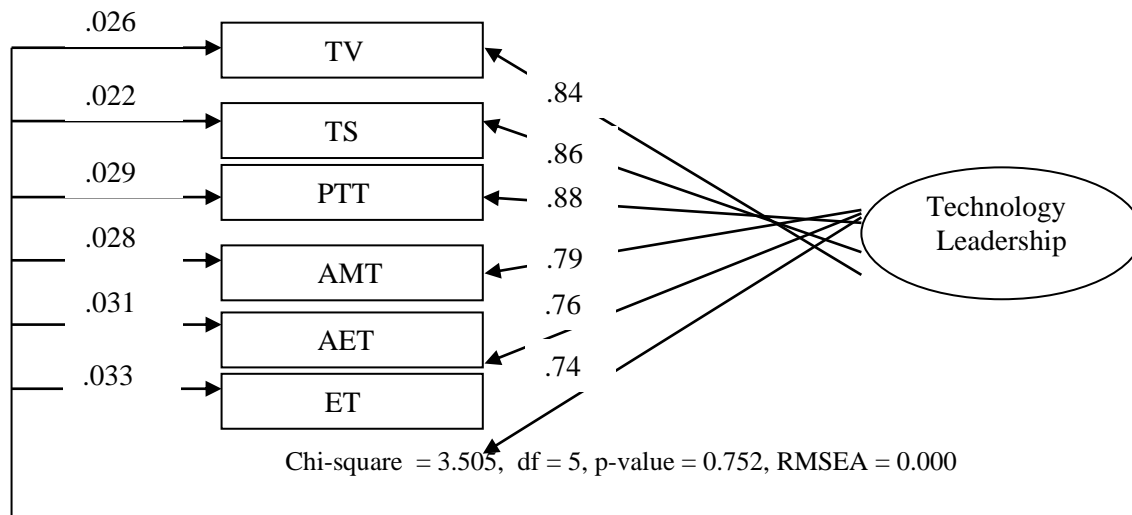 .026
TV
.84
.022
TS
.86
.029
PTT
.88
Technology
Leadership
.028
AMT
.79
.031
AET
.76
.033
ET
.74
Chi-square = 3.505, df = 5, p-value = 0.752, RMSEA = 0.000